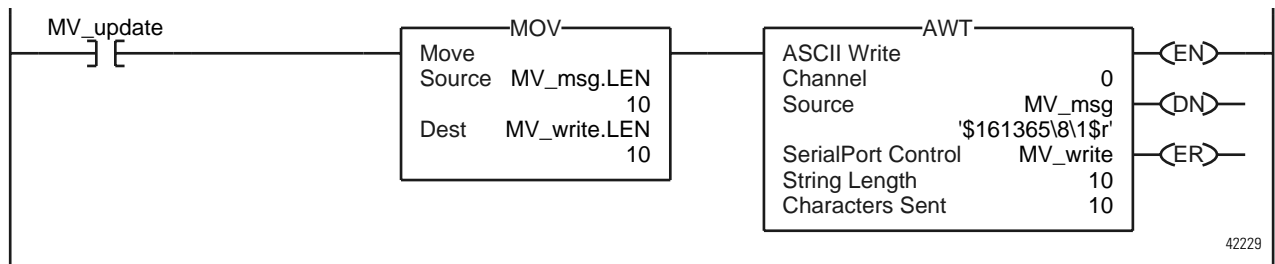 MV_update
MOV
Move
Source MV_msg.LEN
10
Dest MV_write.LEN
10
AWT
ASCII Write
Channel 0
Source MV_msg
'$161365\8\1$r'
SerialPort Control MV_write
String Length 10
Characters Sent 10
EN
DN
ER
42229